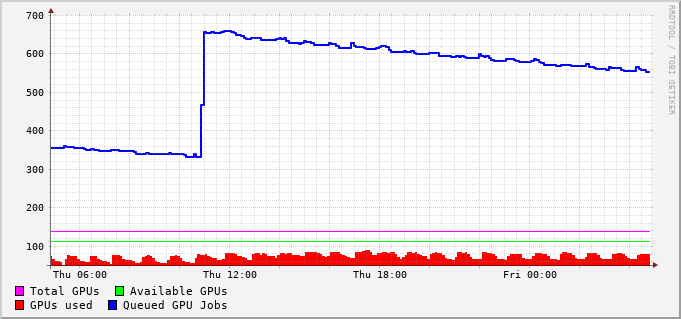 700
600
500
400
300
200
100
Thu 06:00 Thu 12:00 Thu 18:00 Fri 00:00
Total GPUs Available GPUs
GPUs used Queued GPU Jobs
RRDTOOL / TOBI OETIKER